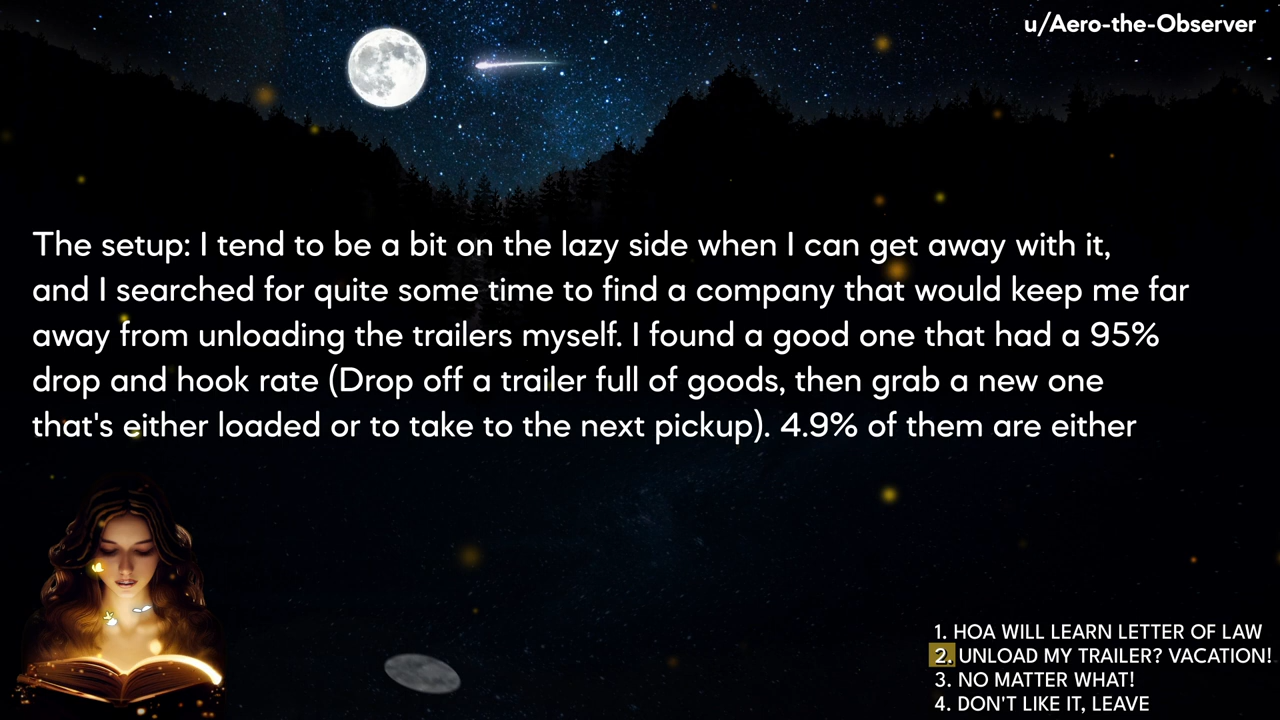 u/Aero-the-Observer
The setup: I tend to be a bit on the lazy side when I can get away with it,
and I searched for quite some time to find a company that would keep me far
away from unloading the trailers myself. I found a good one that had a 95%
drop and hook rate (Drop off a trailer full of goods, then grab a new one
that's either loaded or to take to the next pickup). 4.9% of them are either
1. HOA WILL LEARN LETTER OF LAW
2. UNLOAD MY TRAILER? VACATION!
3. NO MATTER WHAT!
4. DON'T LIKE IT, LEAVE